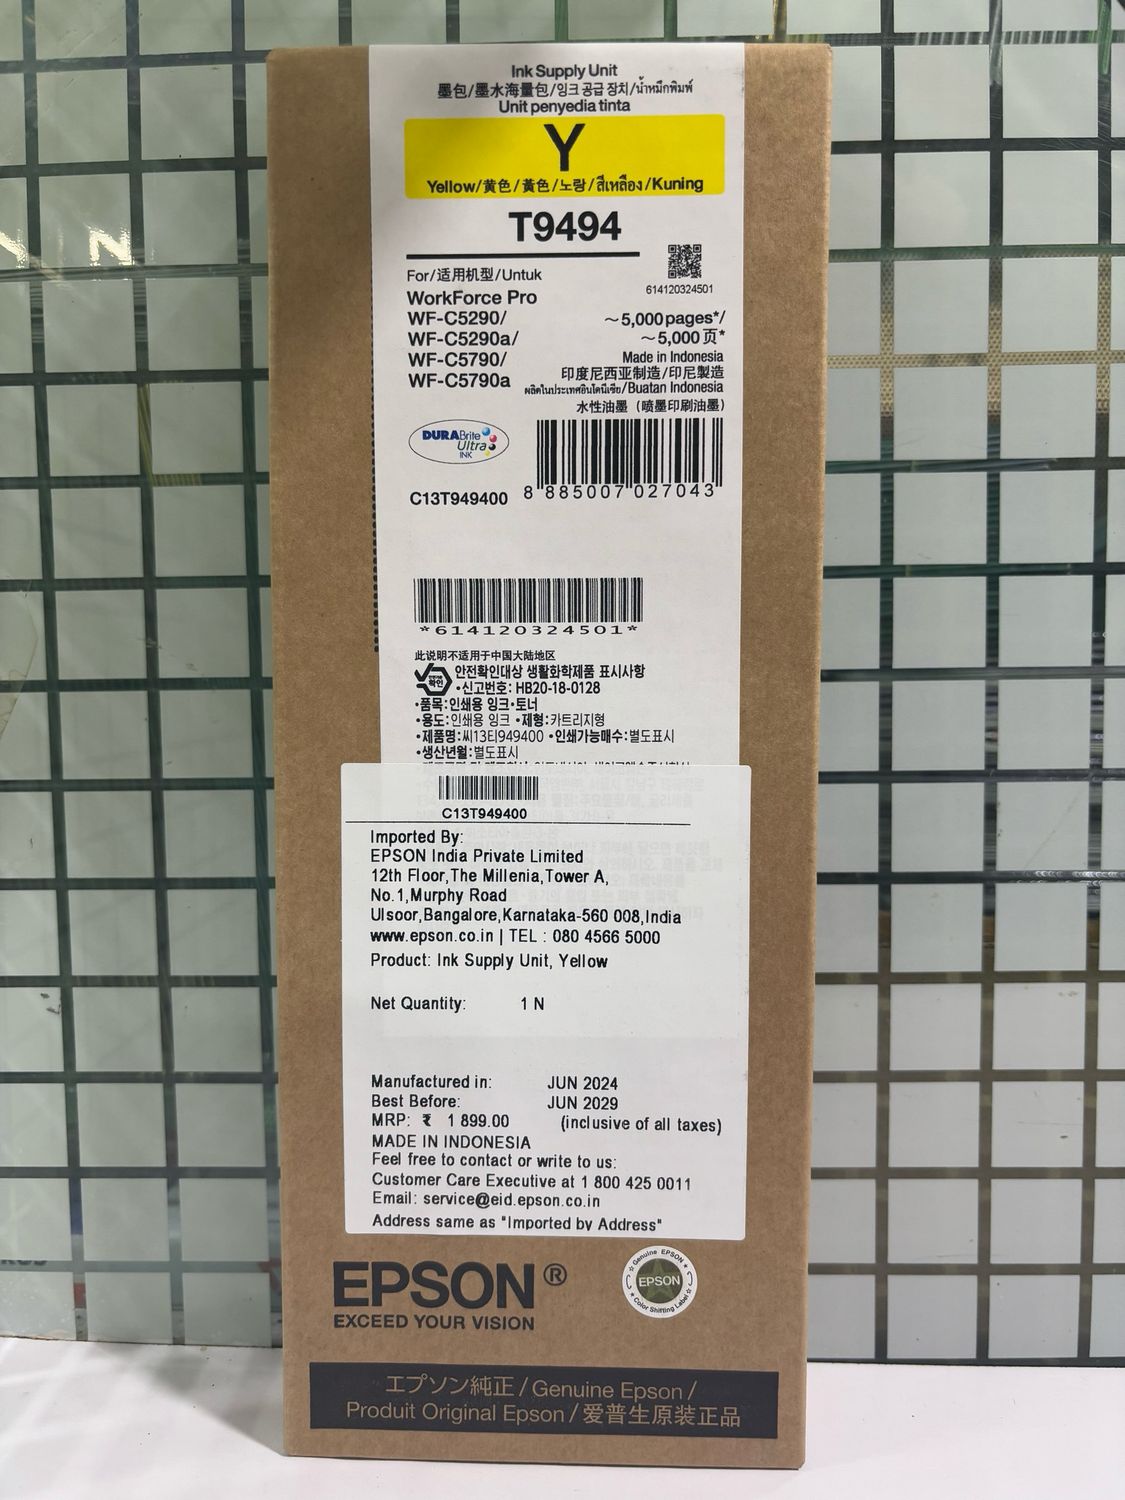 Ink Supply Unit
墨包/墨水海量包/잉크 공급 장치/น้ำหมึกพิมพ์
Unit penyedia tinta
Y
Yellow/黄色/黃色/노랑/สีเหลือง/Kuning
T9494
For/适用机型/Untuk
614120324501
WorkForce Pro
WF-C5290/
WF-C5290a/
WF-C5790/
WF-C5790a
~5,000pages*/
~5,000页*
Made in Indonesia
印度尼西亚制造/印尼製造
ผลิตในประเทศอินโดนีเซีย/Buatan Indonesia
水性油墨 (喷墨印刷油墨)
DURABrite
Ultra
INK
C13T949400
8 885007 027043
*614120324501*
此说明不适用于中国大陆地区
안전확인대상 생활화학제품 표시사항
확인
•신고번호: HB20-18-0128
•품목:인쇄용 잉크•토너
•용도:인쇄용 잉크 •제형:카트리지형
•제품명:씨13티949400 •인쇄가능매수:별도표시
•생산년월:별도표시
C13T949400
Imported By:
EPSON India Private Limited
12th Floor,The Millenia,Tower A,
No.1,Murphy Road
Ulsoor,Bangalore,Karnataka-560 008,India
www.epson.co.in | TEL : 080 4566 5000
Product: Ink Supply Unit, Yellow
Net Quantity: 1 N
Manufactured in: JUN 2024
Best Before: JUN 2029
MRP: ₹ 1 899.00 (inclusive of all taxes)
MADE IN INDONESIA
Feel free to contact or write to us:
Customer Care Executive at 1 800 425 0011
Email: service@eid.epson.co.in
Address same as "Imported by Address"
EPSON®
EXCEED YOUR VISION
Genuine EPSON
EPSON
Color Shifting Label
エプソン純正/Genuine Epson/
Produit Original Epson/爱普生原装正品